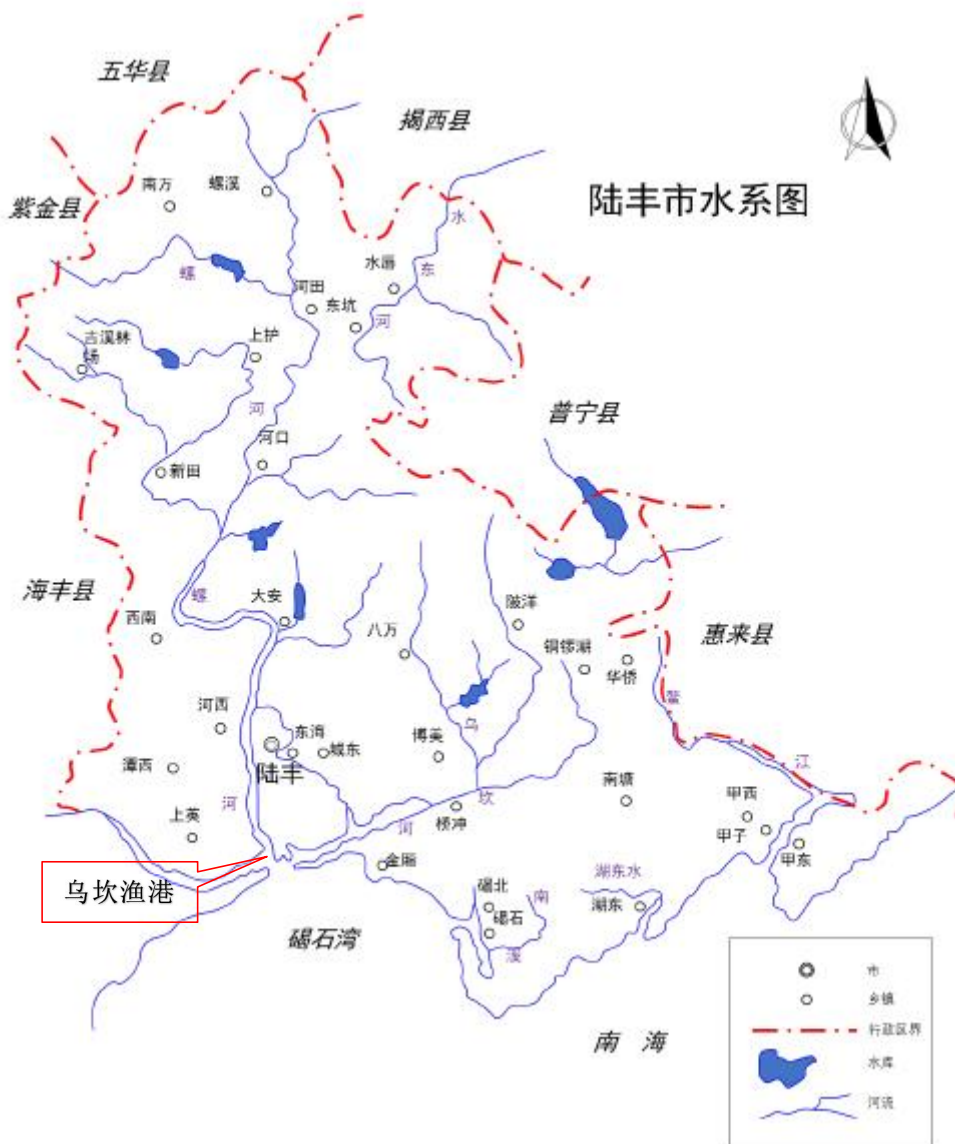 五华县
揭西县
陆丰市水系图
紫金县
南万
螺溪
水
水唇
东
螺
河田
东坑
河
古溪林
场
上护
河
普宁县
河口
新田
海丰县
螺
大安
陂洋
西南
八万
铜锣湖
惠来县
华侨
鳌
河西
东海
城东
博美
乌
潭西
陆丰
江
南塘
甲西
河
坎
上英
河
桥冲
甲子
甲东
金厢
乌坎渔港
湖东水
碣北
南
湖东
碣石
碣石湾
溪
南 海
市
乡镇
行政区界
水库
河流